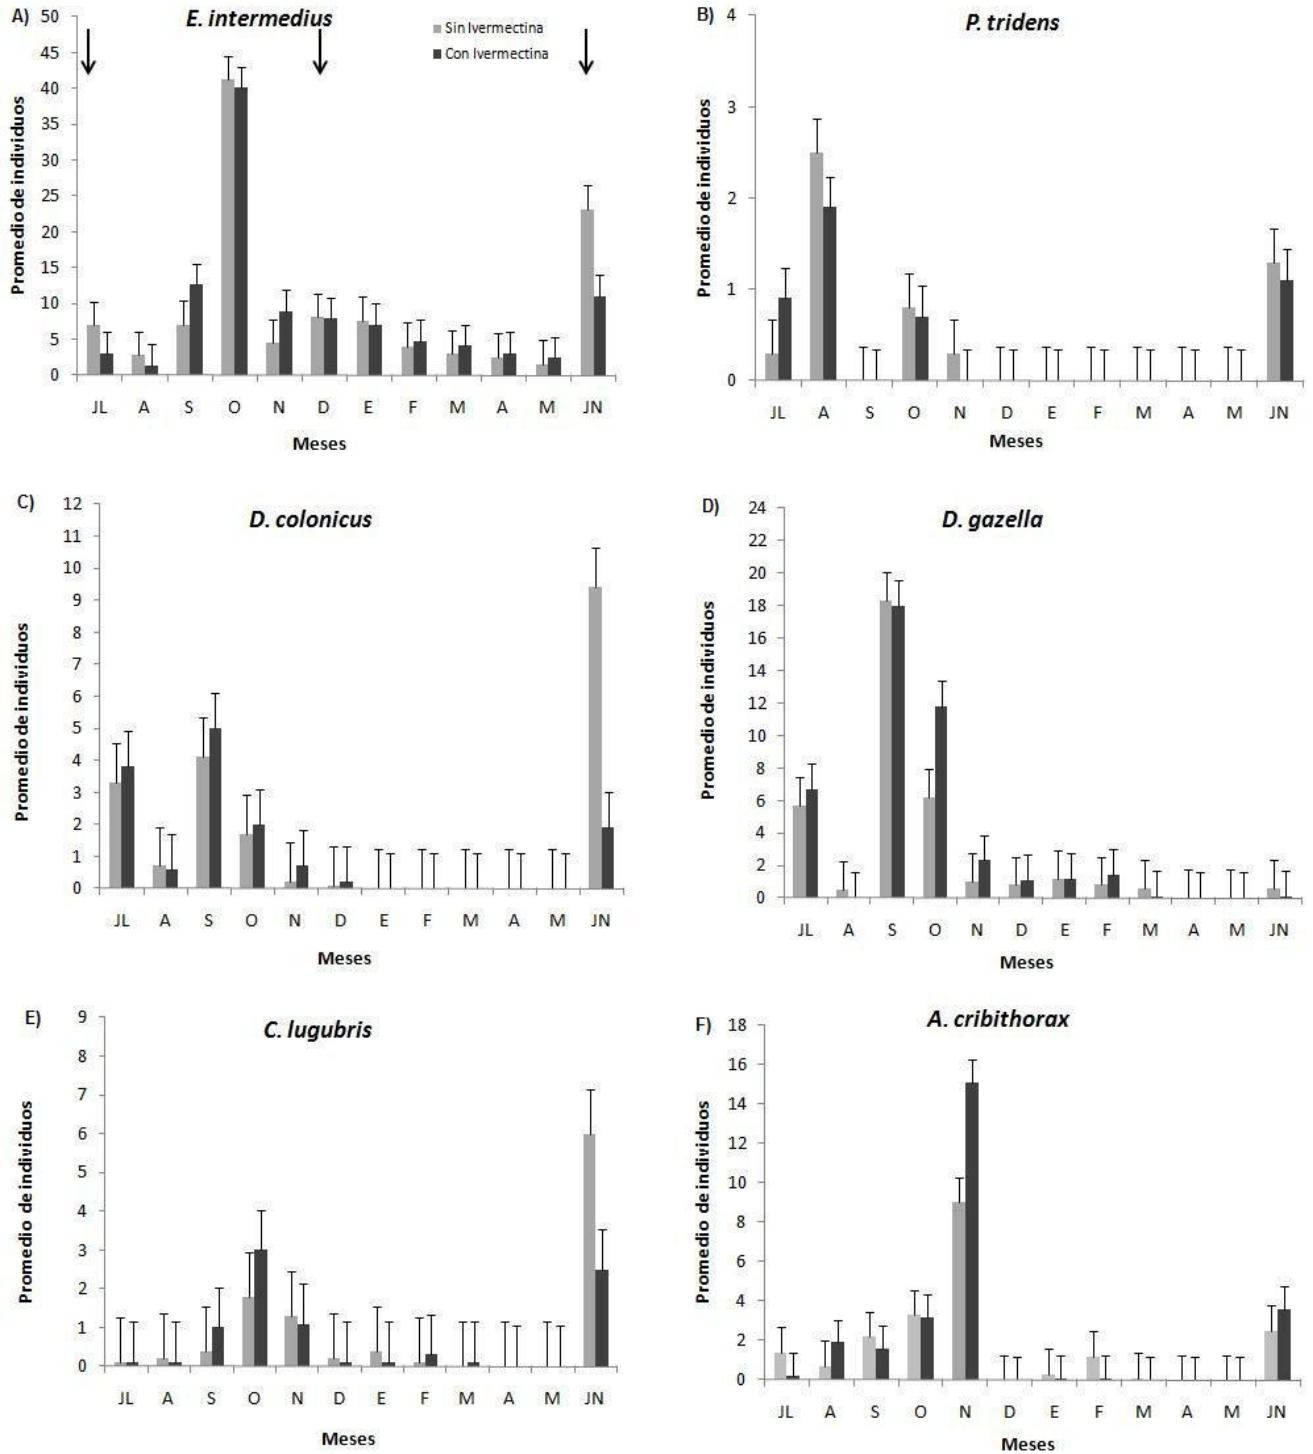 A)
E. intermedius
Sin Ivermectina
Con Ivermectina
Promedio de individuos
50
45
40
35
30
25
20
15
10
5
0
JL A S O N D E F M A M JN
Meses
B)
P. tridens
Promedio de individuos
4
3
2
1
0
JL A S O N D E F M A M JN
Meses
C)
D. colonicus
Promedio de individuos
12
11
10
9
8
7
6
5
4
3
2
1
0
JL A S O N D E F M A M JN
Meses
D)
D. gazella
Promedio de individuos
24
22
20
18
16
14
12
10
8
6
4
2
0
JL A S O N D E F M A M JN
Meses
E)
C. lugubris
Promedio de individuos
9
8
7
6
5
4
3
2
1
0
JL A S O N D E F M A M JN
Meses
F)
A. cribithorax
Promedio de individuos
18
16
14
12
10
8
6
4
2
0
JL A S O N D E F M A M JN
Meses